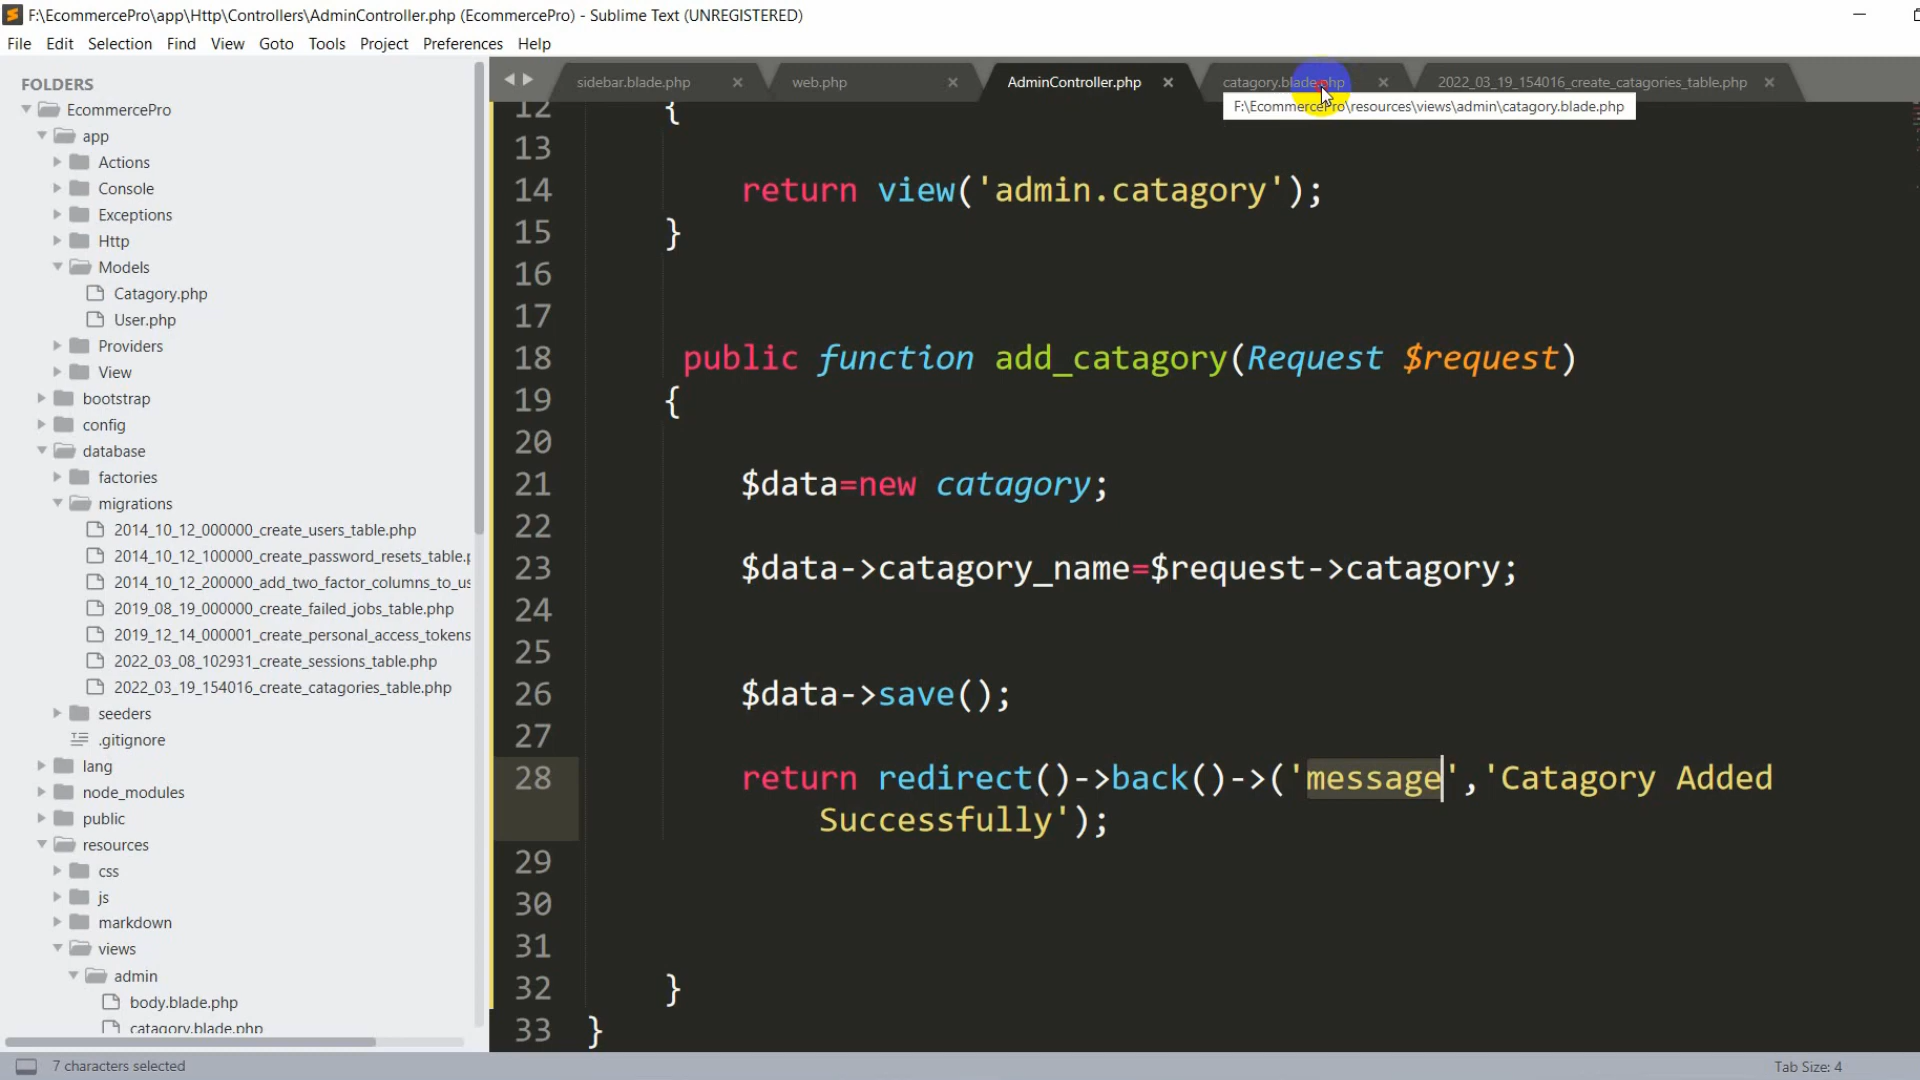 F:\EcommercePro\app\Http\Controllers\AdminController.php (EcommercePro) - Sublime Text (UNREGISTERED)
File Edit Selection Find View Goto Tools Project Preferences Help
FOLDERS
EcommercePro
app
Actions
Console
Exceptions
Http
Models
Catagory.php
User.php
Providers
View
bootstrap
config
database
factories
migrations
2014_10_12_000000_create_users_table.php
2014_10_12_100000_create_password_resets_table.p
2014_10_12_200000_add_two_factor_columns_to_us
2019_08_19_000000_create_failed_jobs_table.php
2019_12_14_000001_create_personal_access_tokens
2022_03_08_102931_create_sessions_table.php
2022_03_19_154016_create_catagories_table.php
seeders
.gitignore
lang
node_modules
public
resources
css
js
markdown
views
admin
body.blade.php
catagory.blade.php
sidebar.blade.php web.php AdminController.php catagory.blade.php 2022_03_19_154016_create_catagories_table.php
F:\EcommercePro\resources\views\admin\catagory.blade.php
12 {
13
14 return view('admin.catagory');
15 }
16
17
18 public function add_catagory(Request $request)
19 {
20
21 $data=new catagory;
22
23 $data->catagory_name=$request->catagory;
24
25
26 $data->save();
27
28 return redirect()->back()->('message','Catagory Added
Successfully');
29
30
31
32 }
33 }
7 characters selected
Tab Size: 4